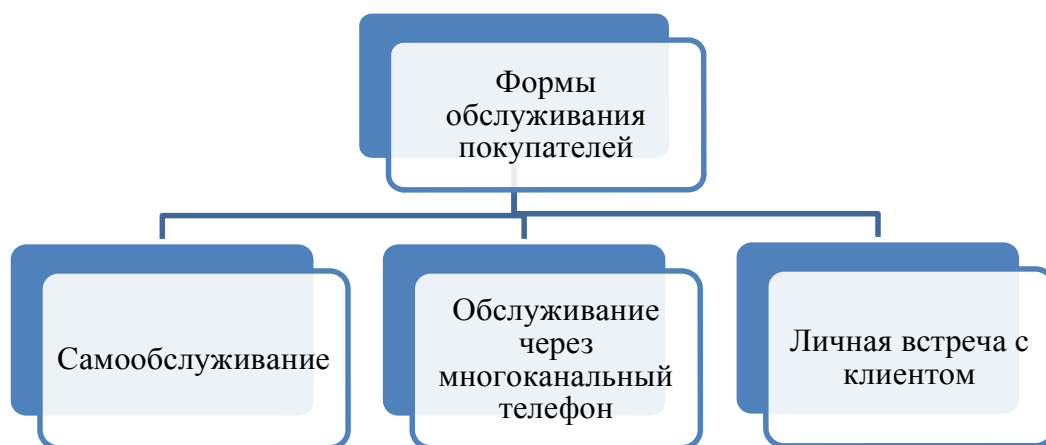 Формы
обслуживания
покупателей
Самообслуживание
Обслуживание
через
многоканальный
телефон
Личная встреча с
клиентом